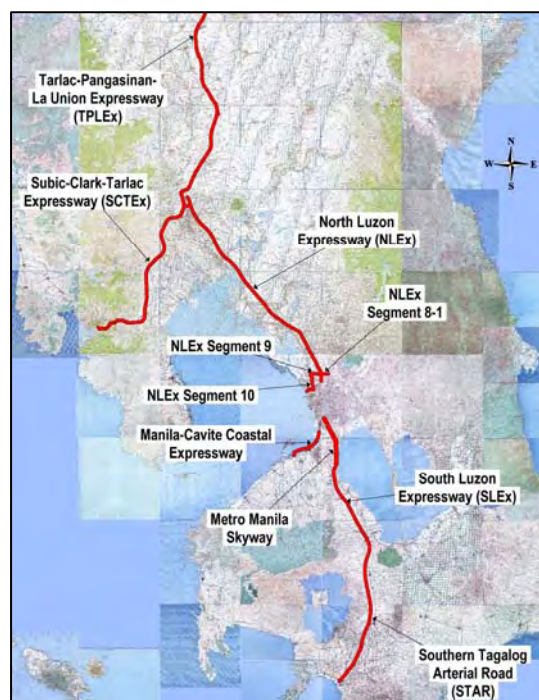 Tarlac-Pangasinan-
La Union Expressway
(TPLEx)
N
W E
S
Subic-Clark-Tarlac
Expressway (SCTEx)
North Luzon
Expressway (NLEx)
NLEx
Segment 8-1
NLEx Segment 9
NLEx Segment 10
Manila-Cavite Coastal
Expressway
South Luzon
Expressway (SLEx)
Metro Manila
Skyway
Southern Tagalog
Arterial Road
(STAR)